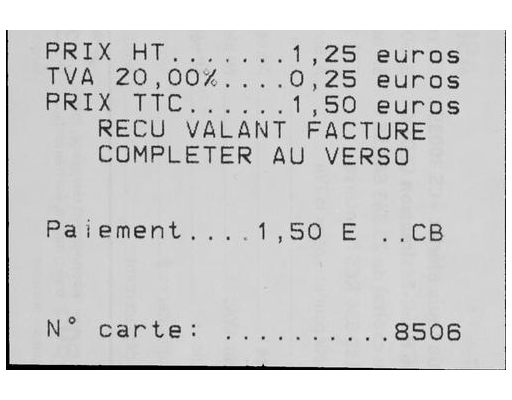 PRIX HT.......1,25 euros
TVA 20,00%....0,25 euros
PRIX TTC......1,50 euros
RECU VALANT FACTURE
COMPLETER AU VERSO
Paiement....1,50 E ..CB
N° carte: ..........8506